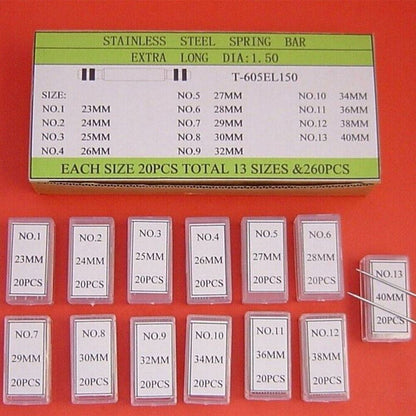 STAINLESS STEEL SPRING BAR
EXTRA LONG DIA:1.50
T-605EL150
SIZE:
NO.1 23MM
NO.2 24MM
NO.3 25MM
NO.4 26MM
NO.5 27MM
NO.6 28MM
NO.7 29MM
NO.8 30MM
NO.9 32MM
NO.10 34MM
NO.11 36MM
NO.12 38MM
NO.13 40MM
EACH SIZE 20PCS TOTAL 13 SIZES &260PCS
NO.1
23MM
20PCS
NO.2
24MM
20PCS
NO.3
25MM
20PCS
NO.4
26MM
20PCS
NO.5
27MM
20PCS
NO.6
28MM
20PCS
NO.13
40MM
20PCS
NO.7
29MM
20PCS
NO.8
30MM
20PCS
NO.9
32MM
20PCS
NO.10
34MM
20PCS
NO.11
36MM
20PCS
NO.12
38MM
20PCS